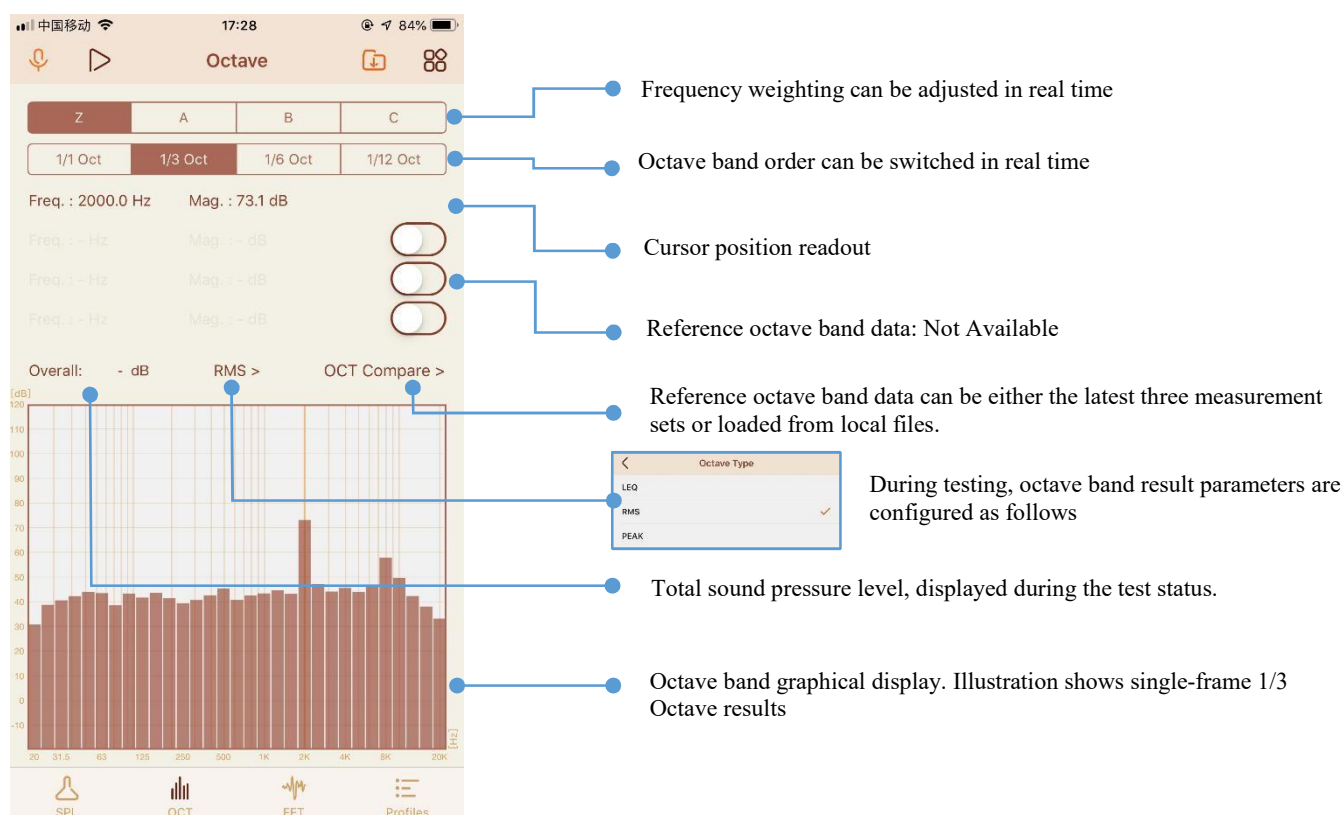 中国移动 17:28 84%
Octave
Z A B C
1/1 Oct 1/3 Oct 1/6 Oct 1/12 Oct
Freq. : 2000.0 Hz Mag. : 73.1 dB
Freq. : - Hz Mag. : - dB
Freq. : - Hz Mag. : - dB
Freq. : - Hz Mag. : - dB
Overall: - dB RMS > OCT Compare >
[dB]
120
110
100
90
80
70
60
50
40
30
20
10
0
-10
[Hz]
20 31.5 63 125 250 500 1K 2K 4K 8K 20K
SPL OCT FFT Profiles
Frequency weighting can be adjusted in real time
Octave band order can be switched in real time
Cursor position readout
Reference octave band data: Not Available
Reference octave band data can be either the latest three measurement
sets or loaded from local files.
Octave Type
LEQ
RMS
PEAK
During testing, octave band result parameters are
configured as follows
Total sound pressure level, displayed during the test status.
Octave band graphical display. Illustration shows single-frame 1/3
Octave results